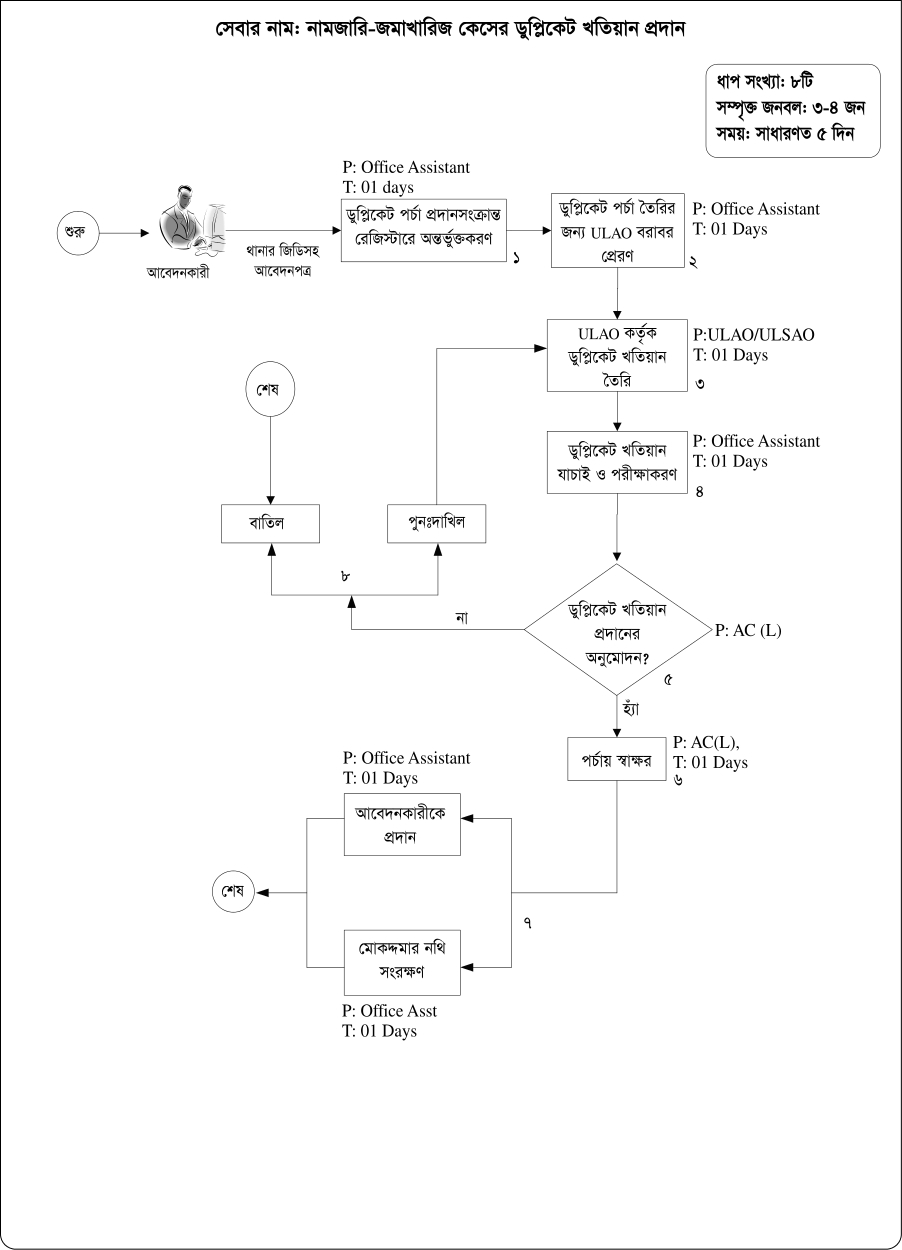 সেবার নাম: নামজারি-জমাখারিজ কেসের ডুপ্লিকেট খতিয়ান প্রদান
ধাপ সংখ্যা: ৮টি
সম্পৃক্ত জনবল: ৩-৪ জন
সময়: সাধারণত ৫ দিন
শুরু
আবেদনকারী
থানার জিডিসহ
আবেদনপত্র
P: Office Assistant
T: 01 days
ডুপ্লিকেট পর্চা প্রদানসংক্রান্ত
রেজিস্টারে অন্তর্ভুক্তকরণ
১
ডুপ্লিকেট পর্চা তৈরির
জন্য ULAO বরাবর
প্রেরণ
P: Office Assistant
T: 01 Days
২
ULAO কর্তৃক
ডুপ্লিকেট খতিয়ান
তৈরি
P:ULAO/ULSAO
T: 01 Days
৩
ডুপ্লিকেট খতিয়ান
যাচাই ও পরীক্ষাকরণ
P: Office Assistant
T: 01 Days
৪
শেষ
বাতিল
পুনঃদাখিল
৮
না
ডুপ্লিকেট খতিয়ান
প্রদানের
অনুমোদন?
P: AC (L)
৫
হ্যাঁ
পর্চায় স্বাক্ষর
P: AC(L),
T: 01 Days
৬
P: Office Assistant
T: 01 Days
আবেদনকারীকে
প্রদান
শেষ
৭
মোকদ্দমার নথি
সংরক্ষণ
P: Office Asst
T: 01 Days